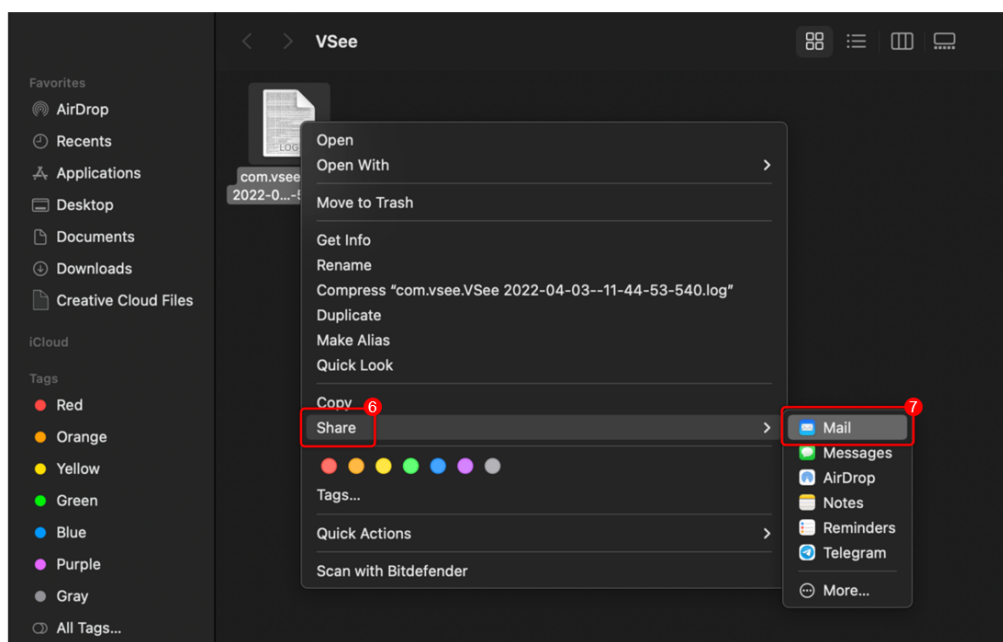 VSee
Favorites
AirDrop
Recents
Applications
Desktop
Documents
Downloads
Creative Cloud Files
iCloud
Tags
Red
Orange
Yellow
Green
Blue
Purple
Gray
All Tags...
LOG
com.vsee
2022-0...-
Open
Open With
Move to Trash
Get Info
Rename
Compress “com.vsee.VSee 2022-04-03--11-44-53-540.log”
Duplicate
Make Alias
Quick Look
Copy
6
Share
Tags...
Quick Actions
Scan with Bitdefender
7
Mail
Messages
AirDrop
Notes
Reminders
Telegram
More...